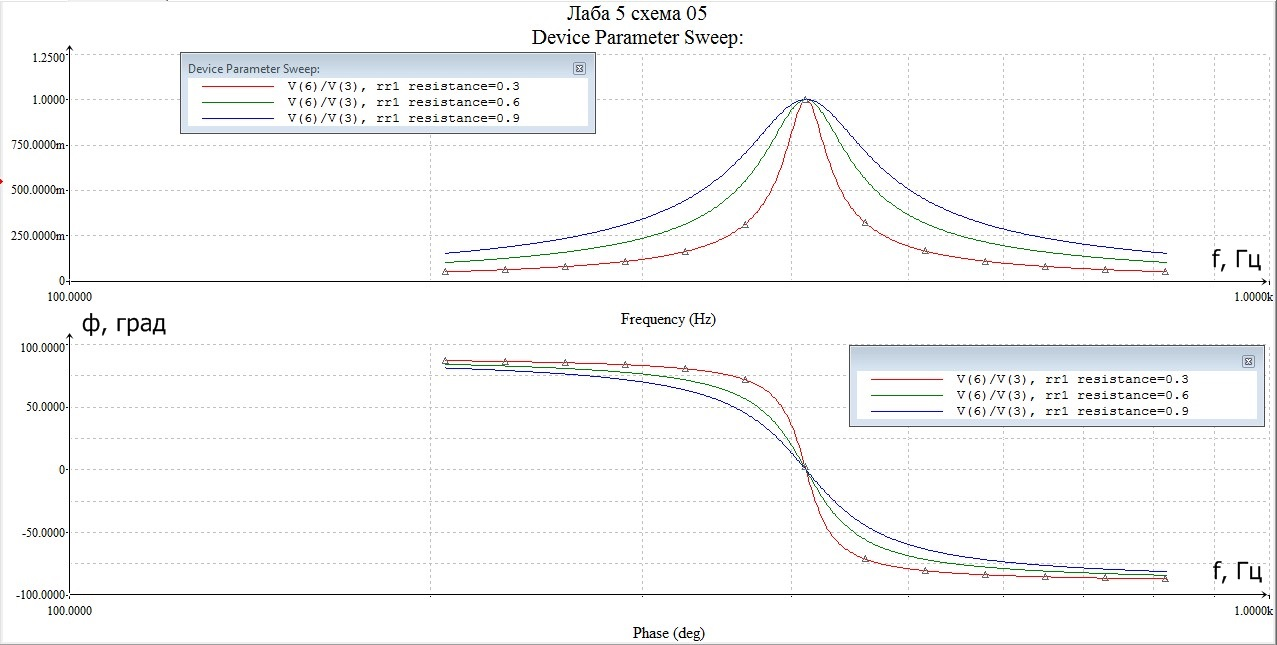 Лаба 5 схема 05
Device Parameter Sweep:
Device Parameter Sweep:
V(6)/V(3), rr1 resistance=0.3
V(6)/V(3), rr1 resistance=0.6
V(6)/V(3), rr1 resistance=0.9
1.2500
1.0000
750.0000m
500.0000m
250.0000m
0
f, Гц
100.0000
1.0000k
Frequency (Hz)
ф, град
100.0000
50.0000
0
-50.0000
-100.0000
V(6)/V(3), rr1 resistance=0.3
V(6)/V(3), rr1 resistance=0.6
V(6)/V(3), rr1 resistance=0.9
f, Гц
100.0000
1.0000k
Phase (deg)